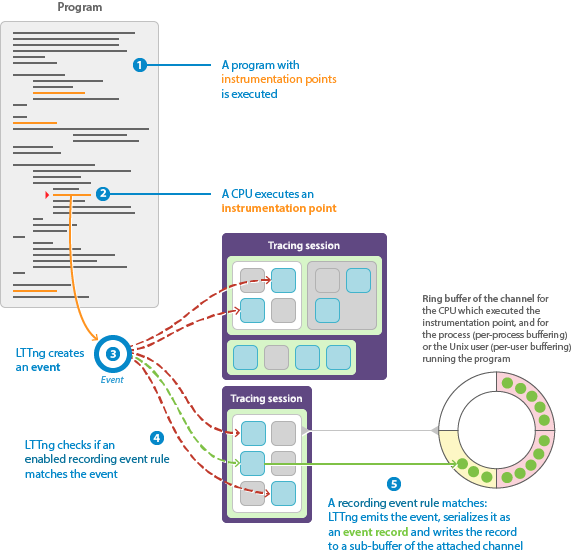 Program
1
A program with
instrumentation points
is executed
2
A CPU executes an
instrumentation point
Tracing session
Ring buffer of the channel for
the CPU which executed the
instrumentation point, and for
the process (per-process buffering)
or the Unix user (per-user buffering)
running the program
LTTng creates
an event
3
Event
Tracing session
4
LTTng checks if an
enabled recording event rule
matches the event
5
A recording event rule matches:
LTTng emits the event, serializes it as
an event record and writes the record
to a sub-buffer of the attached channel